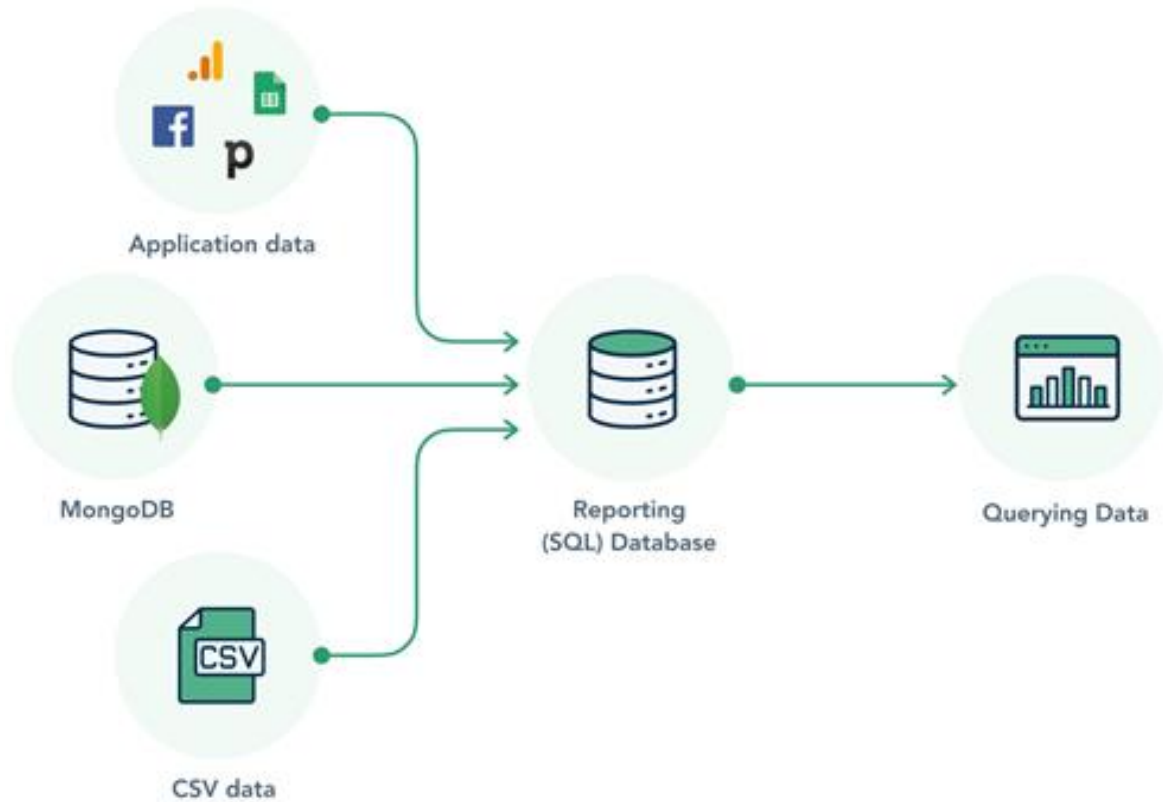 f
p
Application data
MongoDB
Reporting
(SQL) Database
Querying Data
CSV
CSV data